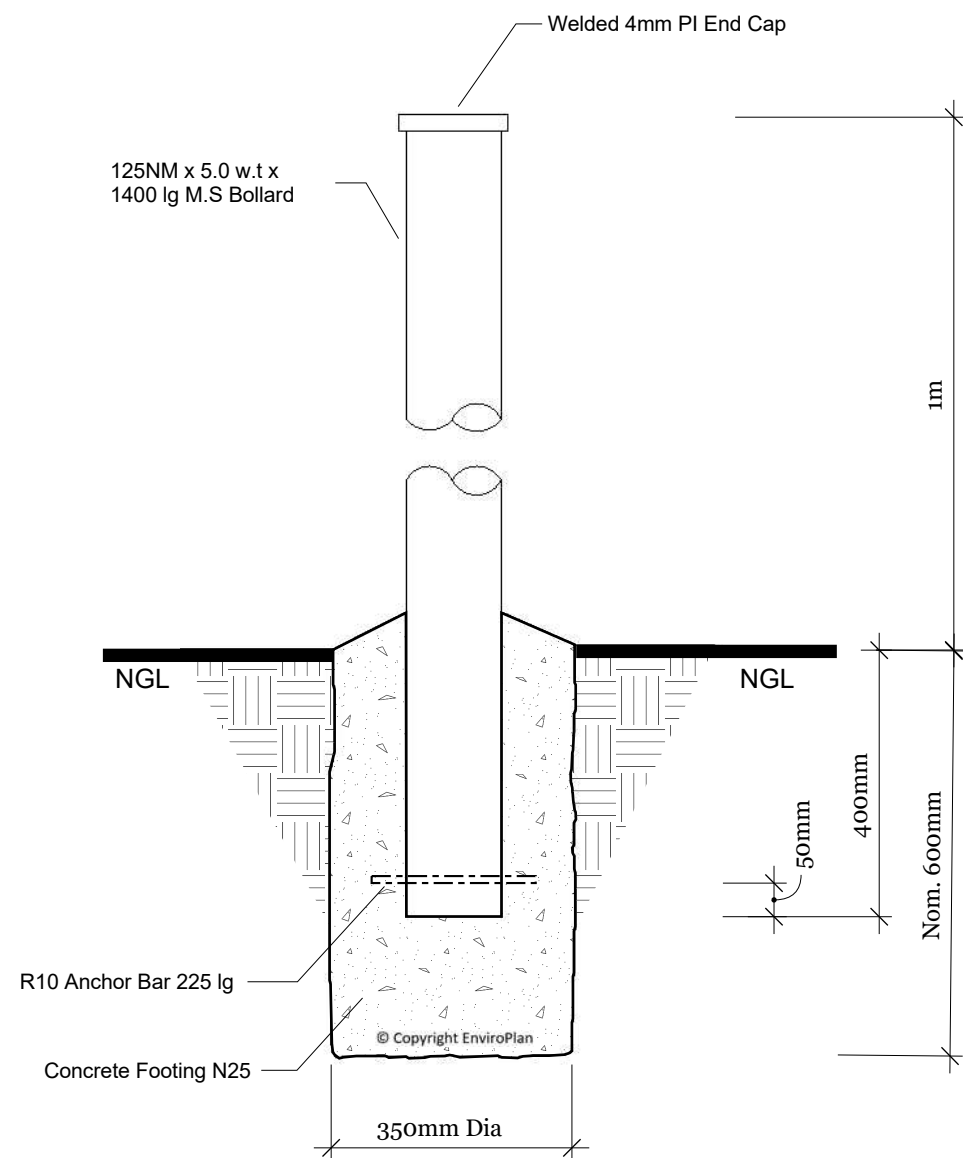 Welded 4mm Pl End Cap
125NM x 5.0 w.t x
1400 lg M.S Bollard
1m
NGL
NGL
50mm
400mm
Nom. 600mm
R10 Anchor Bar 225 lg
© Copyright EnviroPlan
Concrete Footing N25
350mm Dia